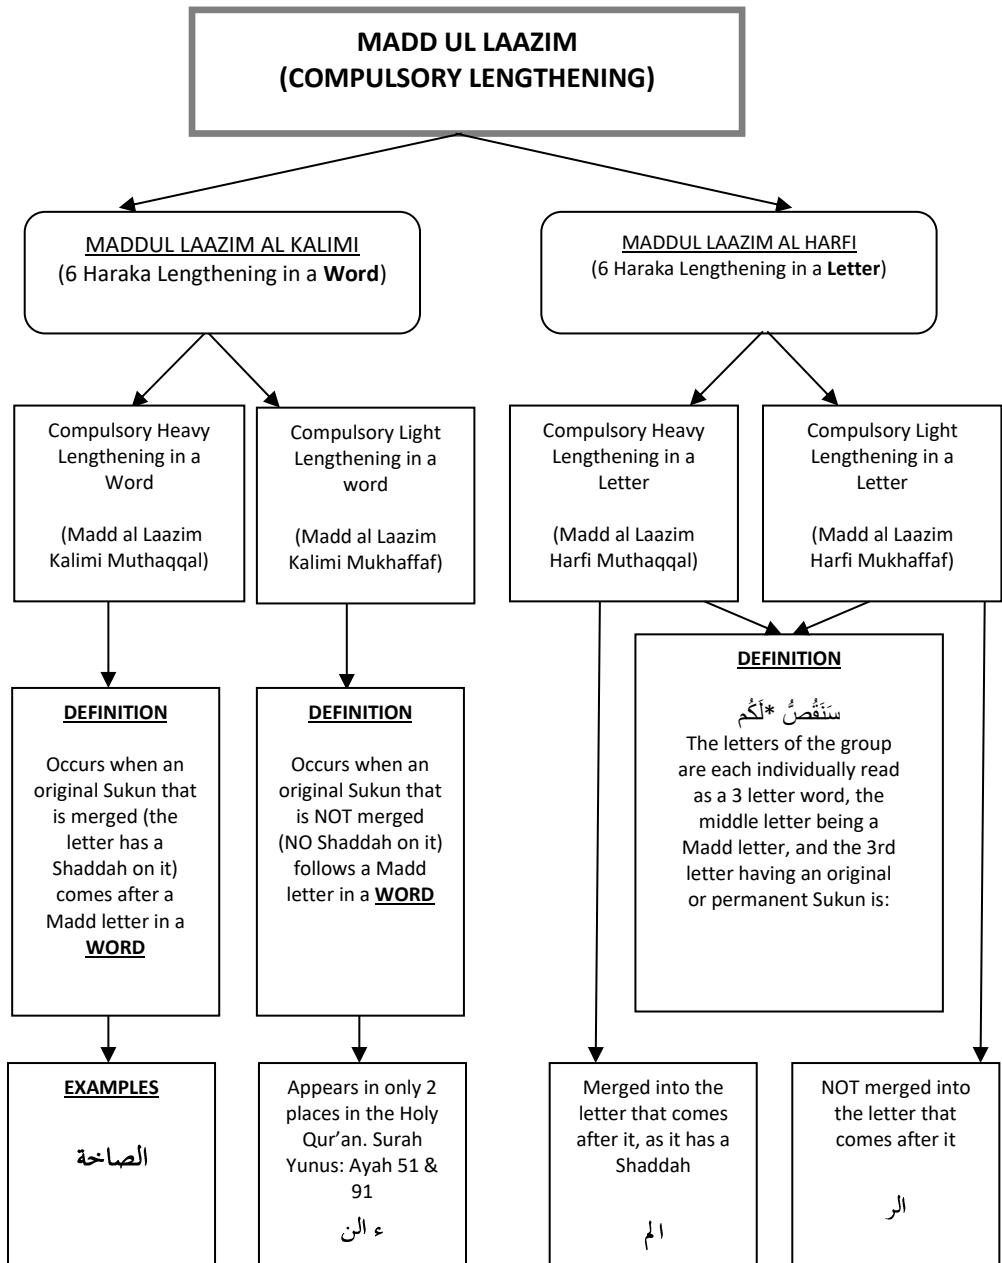 MADD UL LAAZIM
(COMPULSORY LENGTHENING)
MADDUL LAAZIM AL KALIMI
(6 Haraka Lengthening in a Word)
MADDUL LAAZIM AL HARFI
(6 Haraka Lengthening in a Letter)
Compulsory Heavy
Lengthening in a
Word
(Madd al Laazim
Kalimi Muthaqqal)
Compulsory Light
Lengthening in a
word
(Madd al Laazim
Kalimi Mukhaffaf)
Compulsory Heavy
Lengthening in a
Letter
(Madd al Laazim
Harfi Muthaqqal)
Compulsory Light
Lengthening in a
Letter
(Madd al Laazim
Harfi Mukhaffaf)
DEFINITION
Occurs when an
original Sukun that
is merged (the
letter has a
Shaddah on it)
comes after a
Madd letter in a
WORD
DEFINITION
Occurs when an
original Sukun that
is NOT merged
(NO Shaddah on it)
follows a Madd
letter in a WORD
DEFINITION
سَنَقُصُّ *لَكُم
The letters of the group
are each individually read
as a 3 letter word, the
middle letter being a
Madd letter, and the 3rd
letter having an original
or permanent Sukun is:
EXAMPLES
الصاخة
Appears in only 2
places in the Holy
Qur’an. Surah
Yunus: Ayah 51 &
91
ء الن
Merged into the
letter that comes
after it, as it has a
Shaddah
الم
NOT merged into
the letter that
comes after it
الر